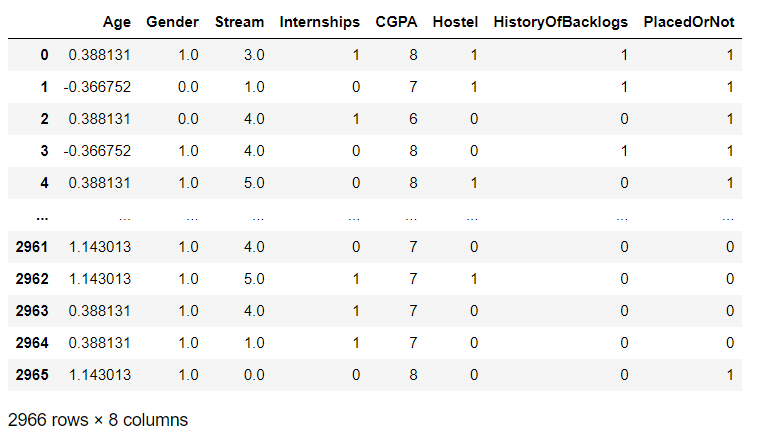 Age Gender Stream Internships CGPA Hostel HistoryOfBacklogs PlacedOrNot
0 0.388131 1.0 3.0 1 8 1 1 1
1 -0.366752 0.0 1.0 0 7 1 1 1
2 0.388131 0.0 4.0 1 6 0 0 1
3 -0.366752 1.0 4.0 0 8 0 1 1
4 0.388131 1.0 5.0 0 8 1 0 1
... ... ... ... ... ... ... ... ...
2961 1.143013 1.0 4.0 0 7 0 0 0
2962 1.143013 1.0 5.0 1 7 1 0 0
2963 0.388131 1.0 4.0 1 7 0 0 0
2964 0.388131 1.0 1.0 1 7 0 0 0
2965 1.143013 1.0 0.0 0 8 0 0 1
2966 rows × 8 columns